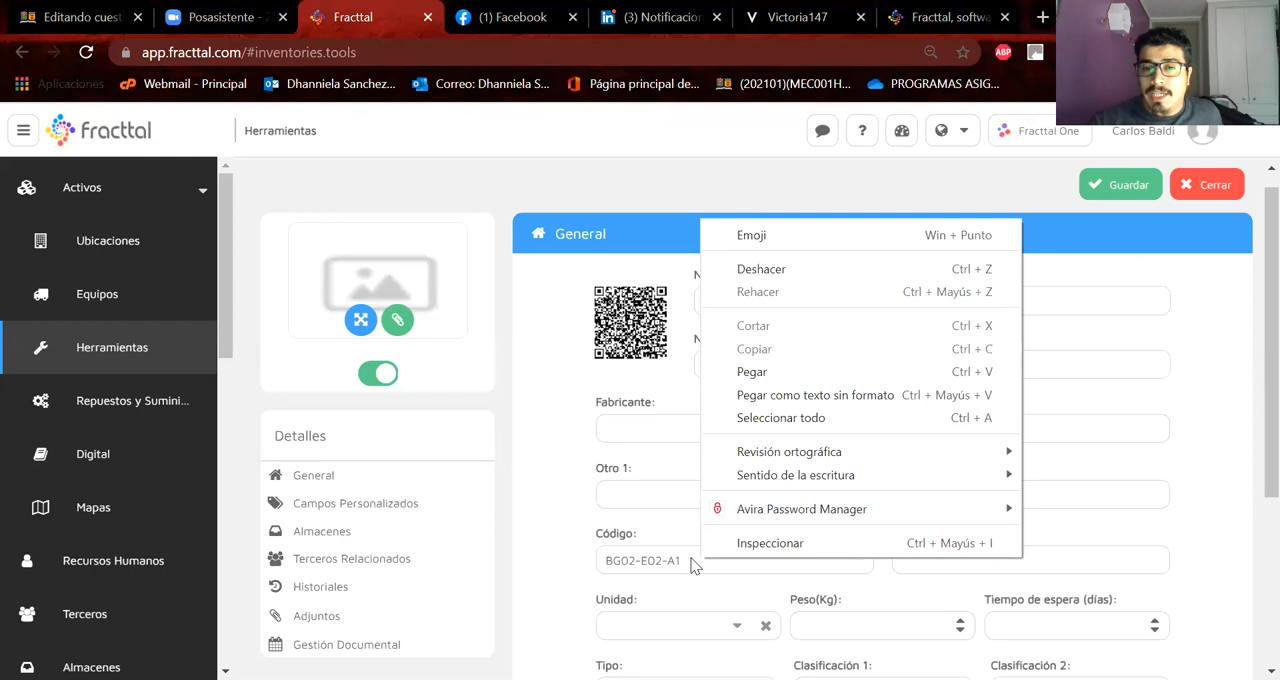 Editando cuest
Posasistente - Z
Fracttal
(1) Facebook
(3) Notificacion
Victoria147
Fracttal, softwa
app.fracttal.com/#inventories.tools
ABP
Aplicaciones
Webmail - Principal
Dhanniela Sanchez...
Correo: Dhanniela S...
Página principal de...
(202101)(MEC001H...
PROGRAMAS ASIG...
fracttal
Herramientas
?
Fracttal One
Carlos Baldi
Activos
Ubicaciones
Equipos
Herramientas
Repuestos y Sumini...
Digital
Mapas
Recursos Humanos
Terceros
Almacenes
Guardar
Cerrar
Detalles
General
Campos Personalizados
Almacenes
Terceros Relacionados
Historiales
Adjuntos
Gestión Documental
General
N
N
Fabricante:
Otro 1:
Código:
BG02-E02-A1
Unidad:
Peso(Kg):
Tiempo de espera (días):
Tipo:
Clasificación 1:
Clasificación 2:
Emoji Win + Punto
Deshacer Ctrl + Z
Rehacer Ctrl + Mayús + Z
Cortar Ctrl + X
Copiar Ctrl + C
Pegar Ctrl + V
Pegar como texto sin formato Ctrl + Mayús + V
Seleccionar todo Ctrl + A
Revisión ortográfica
Sentido de la escritura
Avira Password Manager
Inspeccionar Ctrl + Mayús + I